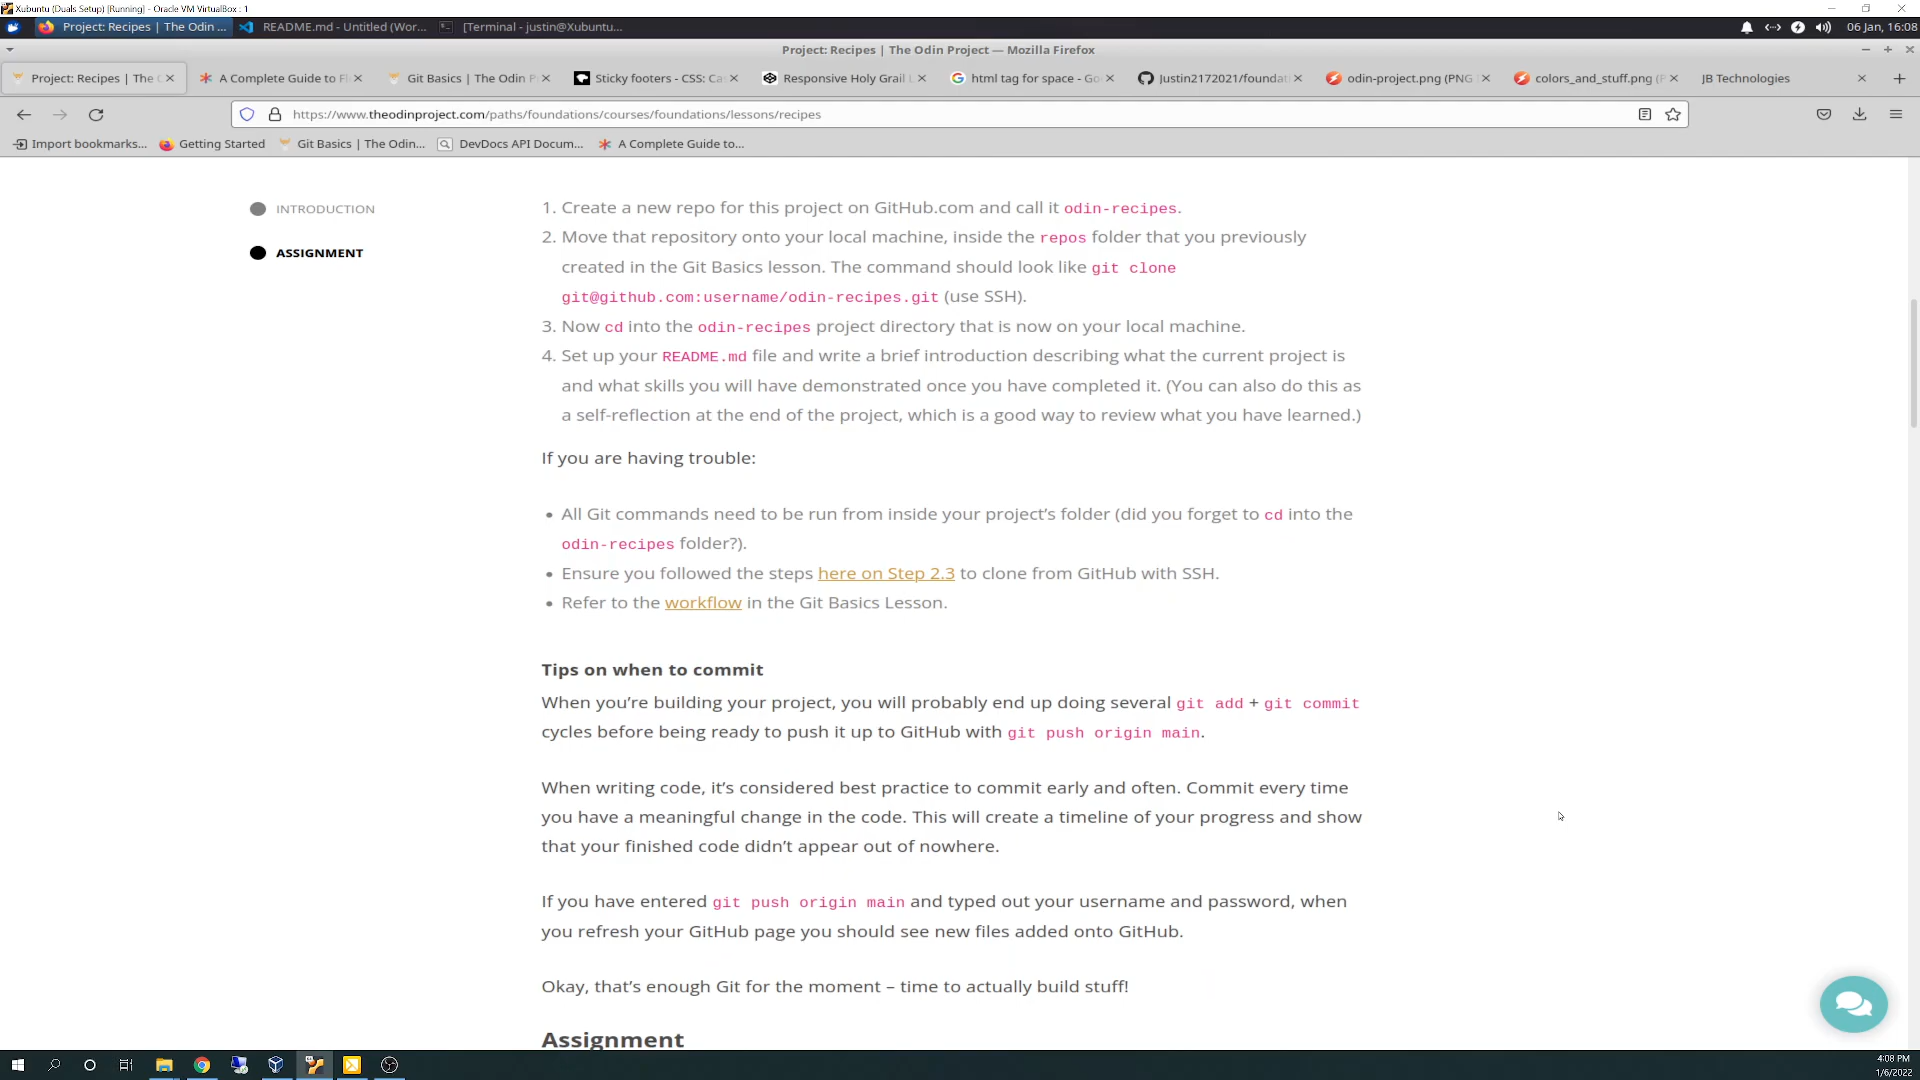 Xubuntu (Duals Setup) [Running] - Oracle VM VirtualBox : 1
Project: Recipes | The Odin ...
README.md - Untitled (Wor...
[Terminal - justin@Xubuntu...
06 Jan, 16:08
Project: Recipes | The Odin Project — Mozilla Firefox
Project: Recipes | The
A Complete Guide to Fl
Git Basics | The Odin P
Sticky footers - CSS: Ca
Responsive Holy Grail L
html tag for space - Go
Justin2172021/foundat
odin-project.png (PNG
colors_and_stuff.png (P
JB Technologies
https://www.theodinproject.com/paths/foundations/courses/foundations/lessons/recipes
Import bookmarks...
Getting Started
Git Basics | The Odin...
DevDocs API Docum...
A Complete Guide to...
INTRODUCTION
ASSIGNMENT
1. Create a new repo for this project on GitHub.com and call it odin-recipes.
2. Move that repository onto your local machine, inside the repos folder that you previously
created in the Git Basics lesson. The command should look like git clone
git@github.com:username/odin-recipes.git (use SSH).
3. Now cd into the odin-recipes project directory that is now on your local machine.
4. Set up your README.md file and write a brief introduction describing what the current project is
and what skills you will have demonstrated once you have completed it. (You can also do this as
a self-reflection at the end of the project, which is a good way to review what you have learned.)
If you are having trouble:
• All Git commands need to be run from inside your project’s folder (did you forget to cd into the
odin-recipes folder?).
• Ensure you followed the steps here on Step 2.3 to clone from GitHub with SSH.
• Refer to the workflow in the Git Basics Lesson.
Tips on when to commit
When you’re building your project, you will probably end up doing several git add + git commit
cycles before being ready to push it up to GitHub with git push origin main.
When writing code, it’s considered best practice to commit early and often. Commit every time
you have a meaningful change in the code. This will create a timeline of your progress and show
that your finished code didn’t appear out of nowhere.
If you have entered git push origin main and typed out your username and password, when
you refresh your GitHub page you should see new files added onto GitHub.
Okay, that’s enough Git for the moment – time to actually build stuff!
Assignment
4:08 PM
1/6/2022